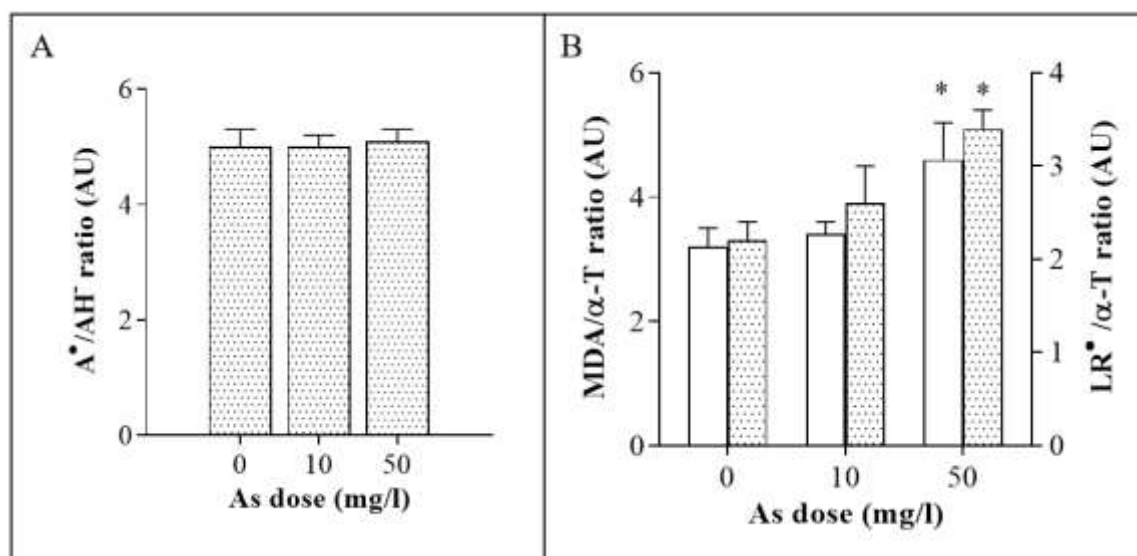 A
A•/AH⁻ ratio (AU)
6
4
2
0
0 10 50
As dose (mg/l)
B
MDA/α-T ratio (AU)
6
4
2
0
* *
4
3
2
1
0
LR• /α-T ratio (AU)
0 10 50
As dose (mg/l)